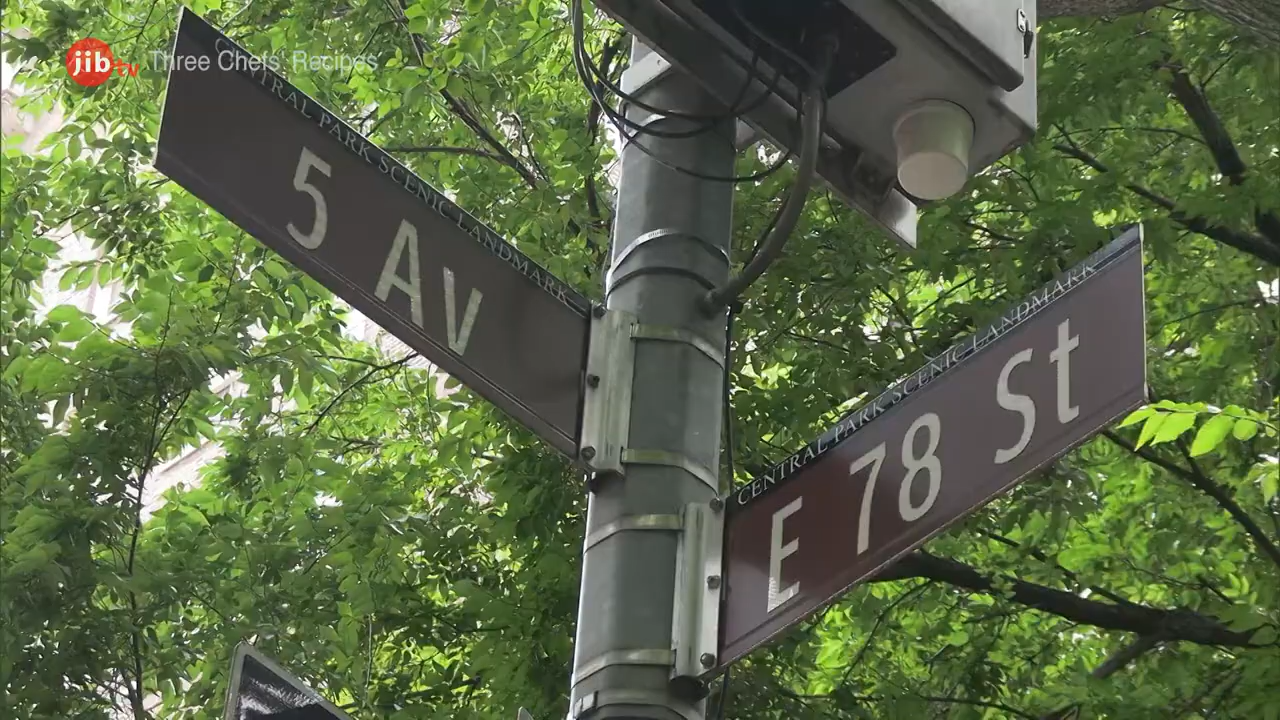 jibtv Three Chefs' Recipes
CENTRAL PARK SCENIC LANDMARK
5 AV
CENTRAL PARK SCENIC LANDMARK
E 78 St